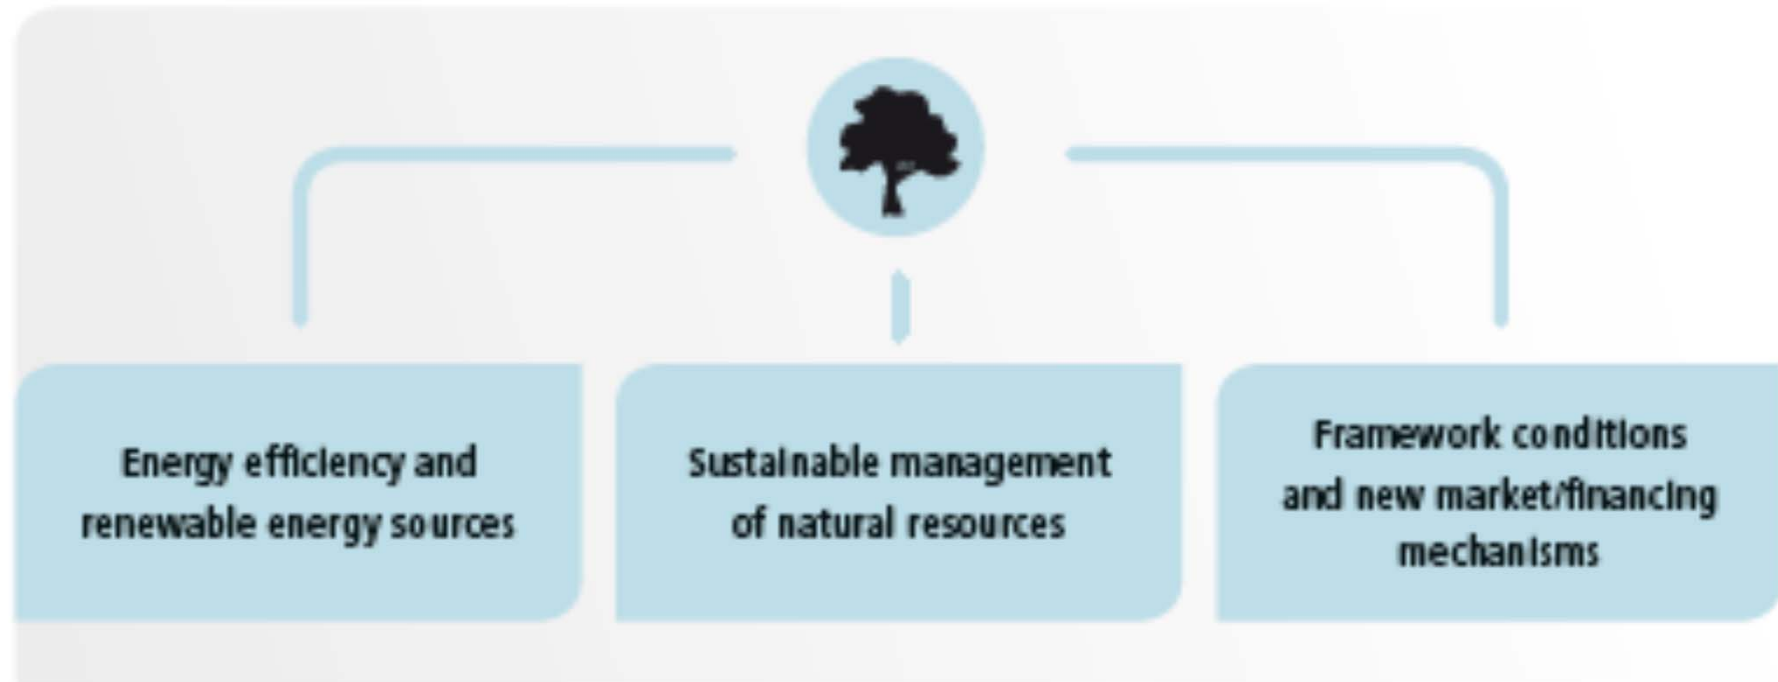 Energy efficiency and
renewable energy sources
Sustainable management
of natural resources
Framework conditions
and new market/financing
mechanisms